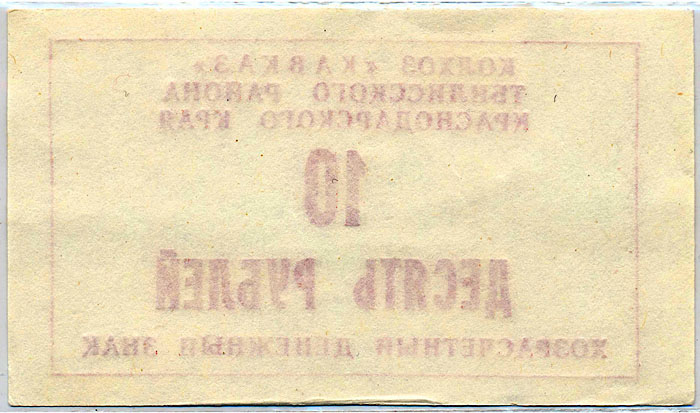 КОЛХОЗ «КАВКАЗ»
ТБИЛИССКОГО РАЙОНА
КРАСНОДАРСКОГО КРАЯ
10
ДЕСЯТЬ РУБЛЕЙ
ХОЗРАСЧЕТНЫЙ ДЕНЕЖНЫЙ ЗНАК